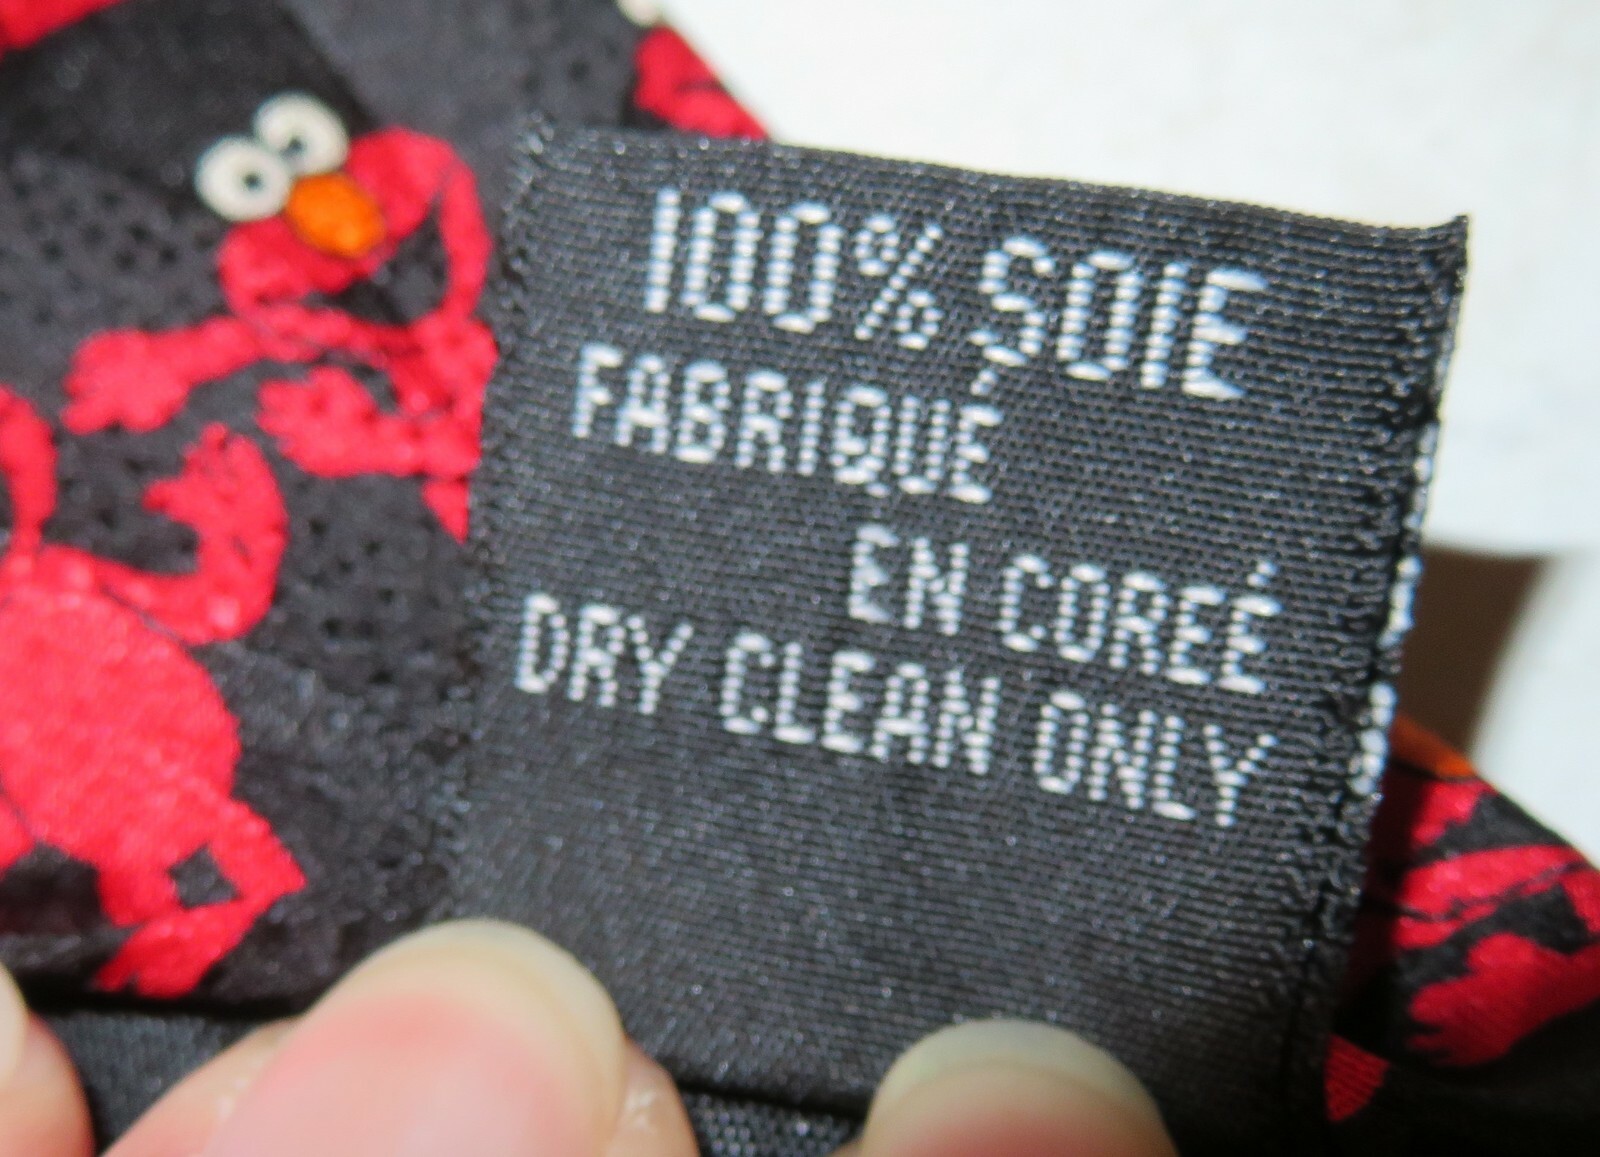 100% SOIE
FABRIQUÉ
EN COREÉ
DRY CLEAN ONLY